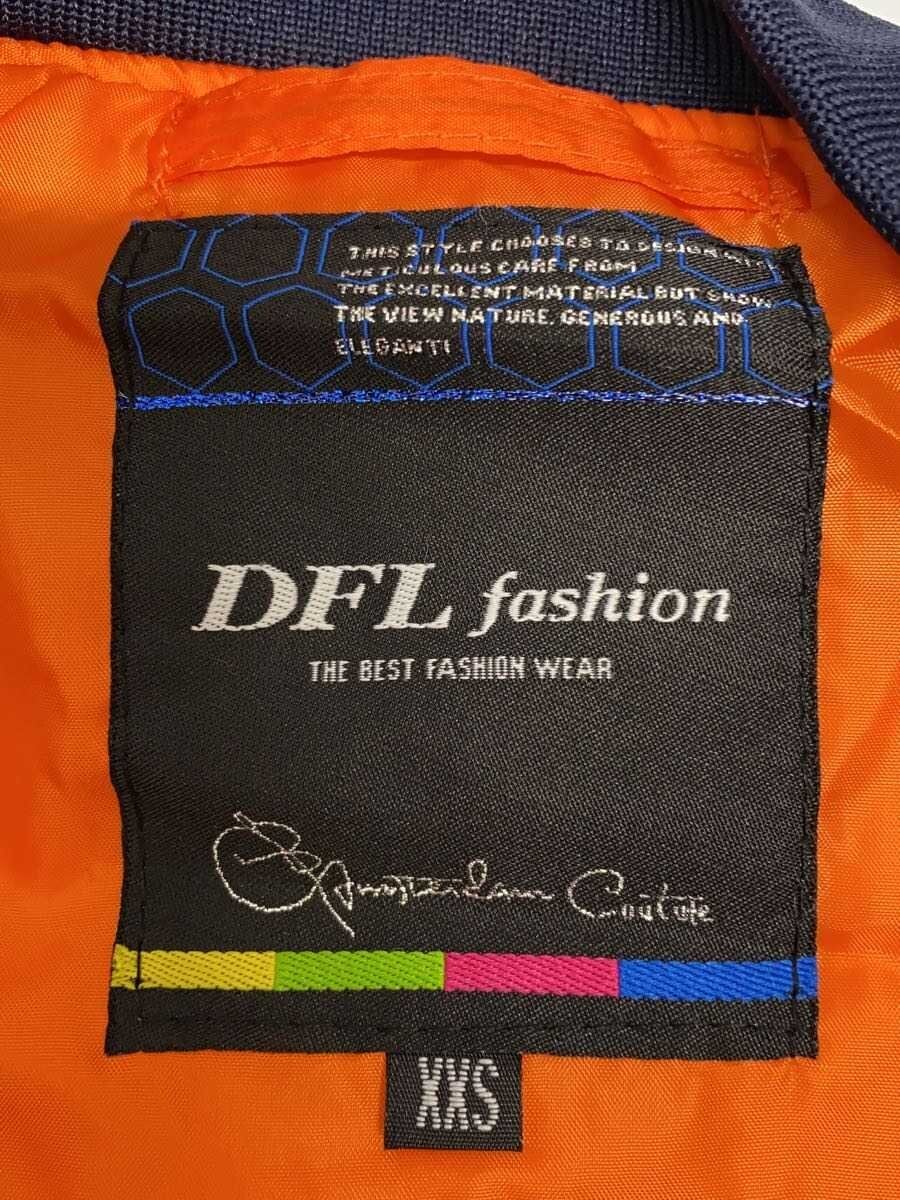 THIS STYLE CHOOSES TO DESIGN
METICULOUS CARE FROM
THE EXCELLENT MATERIAL BUT SHOW
THE VIEW NATURE. GENEROUS AND
ELEGANT!
DFL fashion
THE BEST FASHION WEAR
Amsterdam Couture
XXS